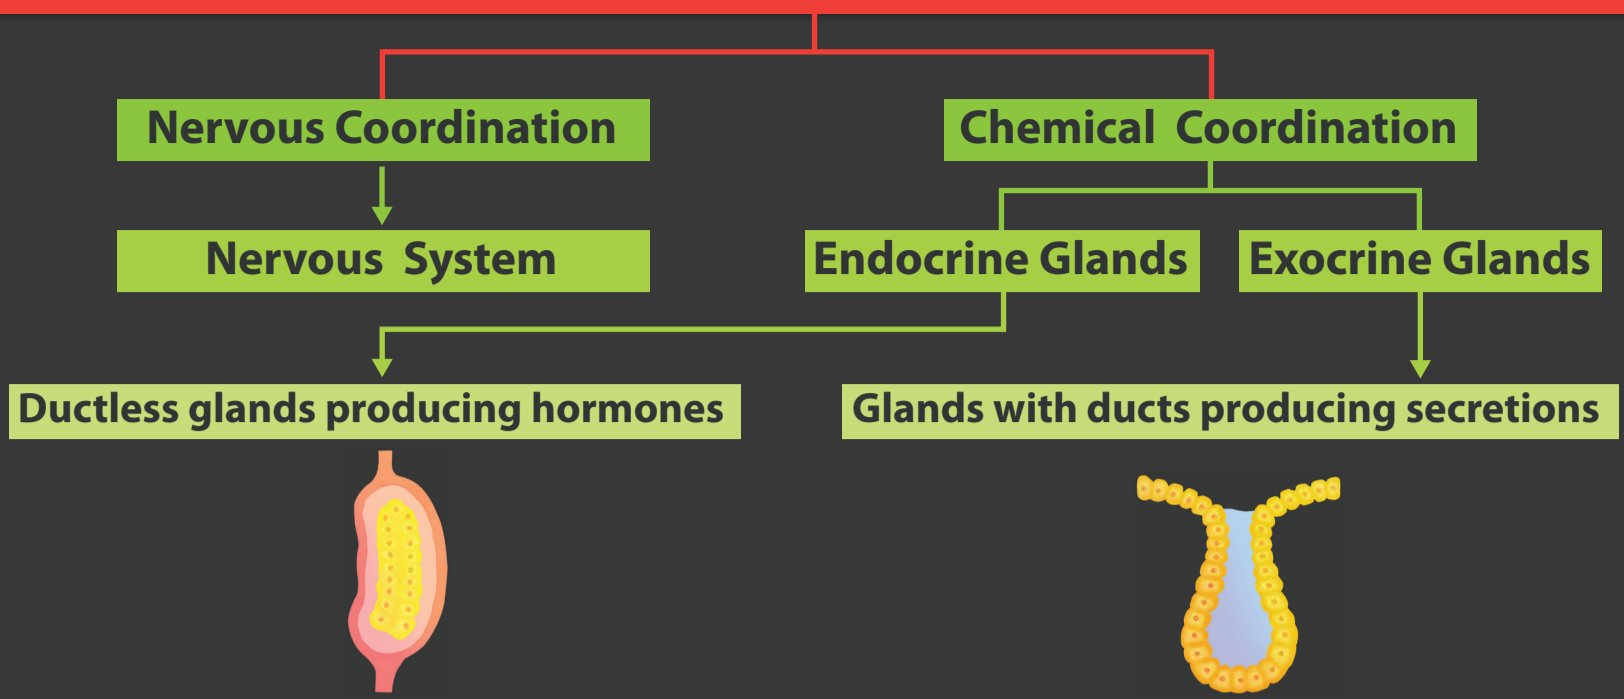 Nervous Coordination
Chemical Coordination
Nervous System
Endocrine Glands
Exocrine Glands
Ductless glands producing hormones
Glands with ducts producing secretions